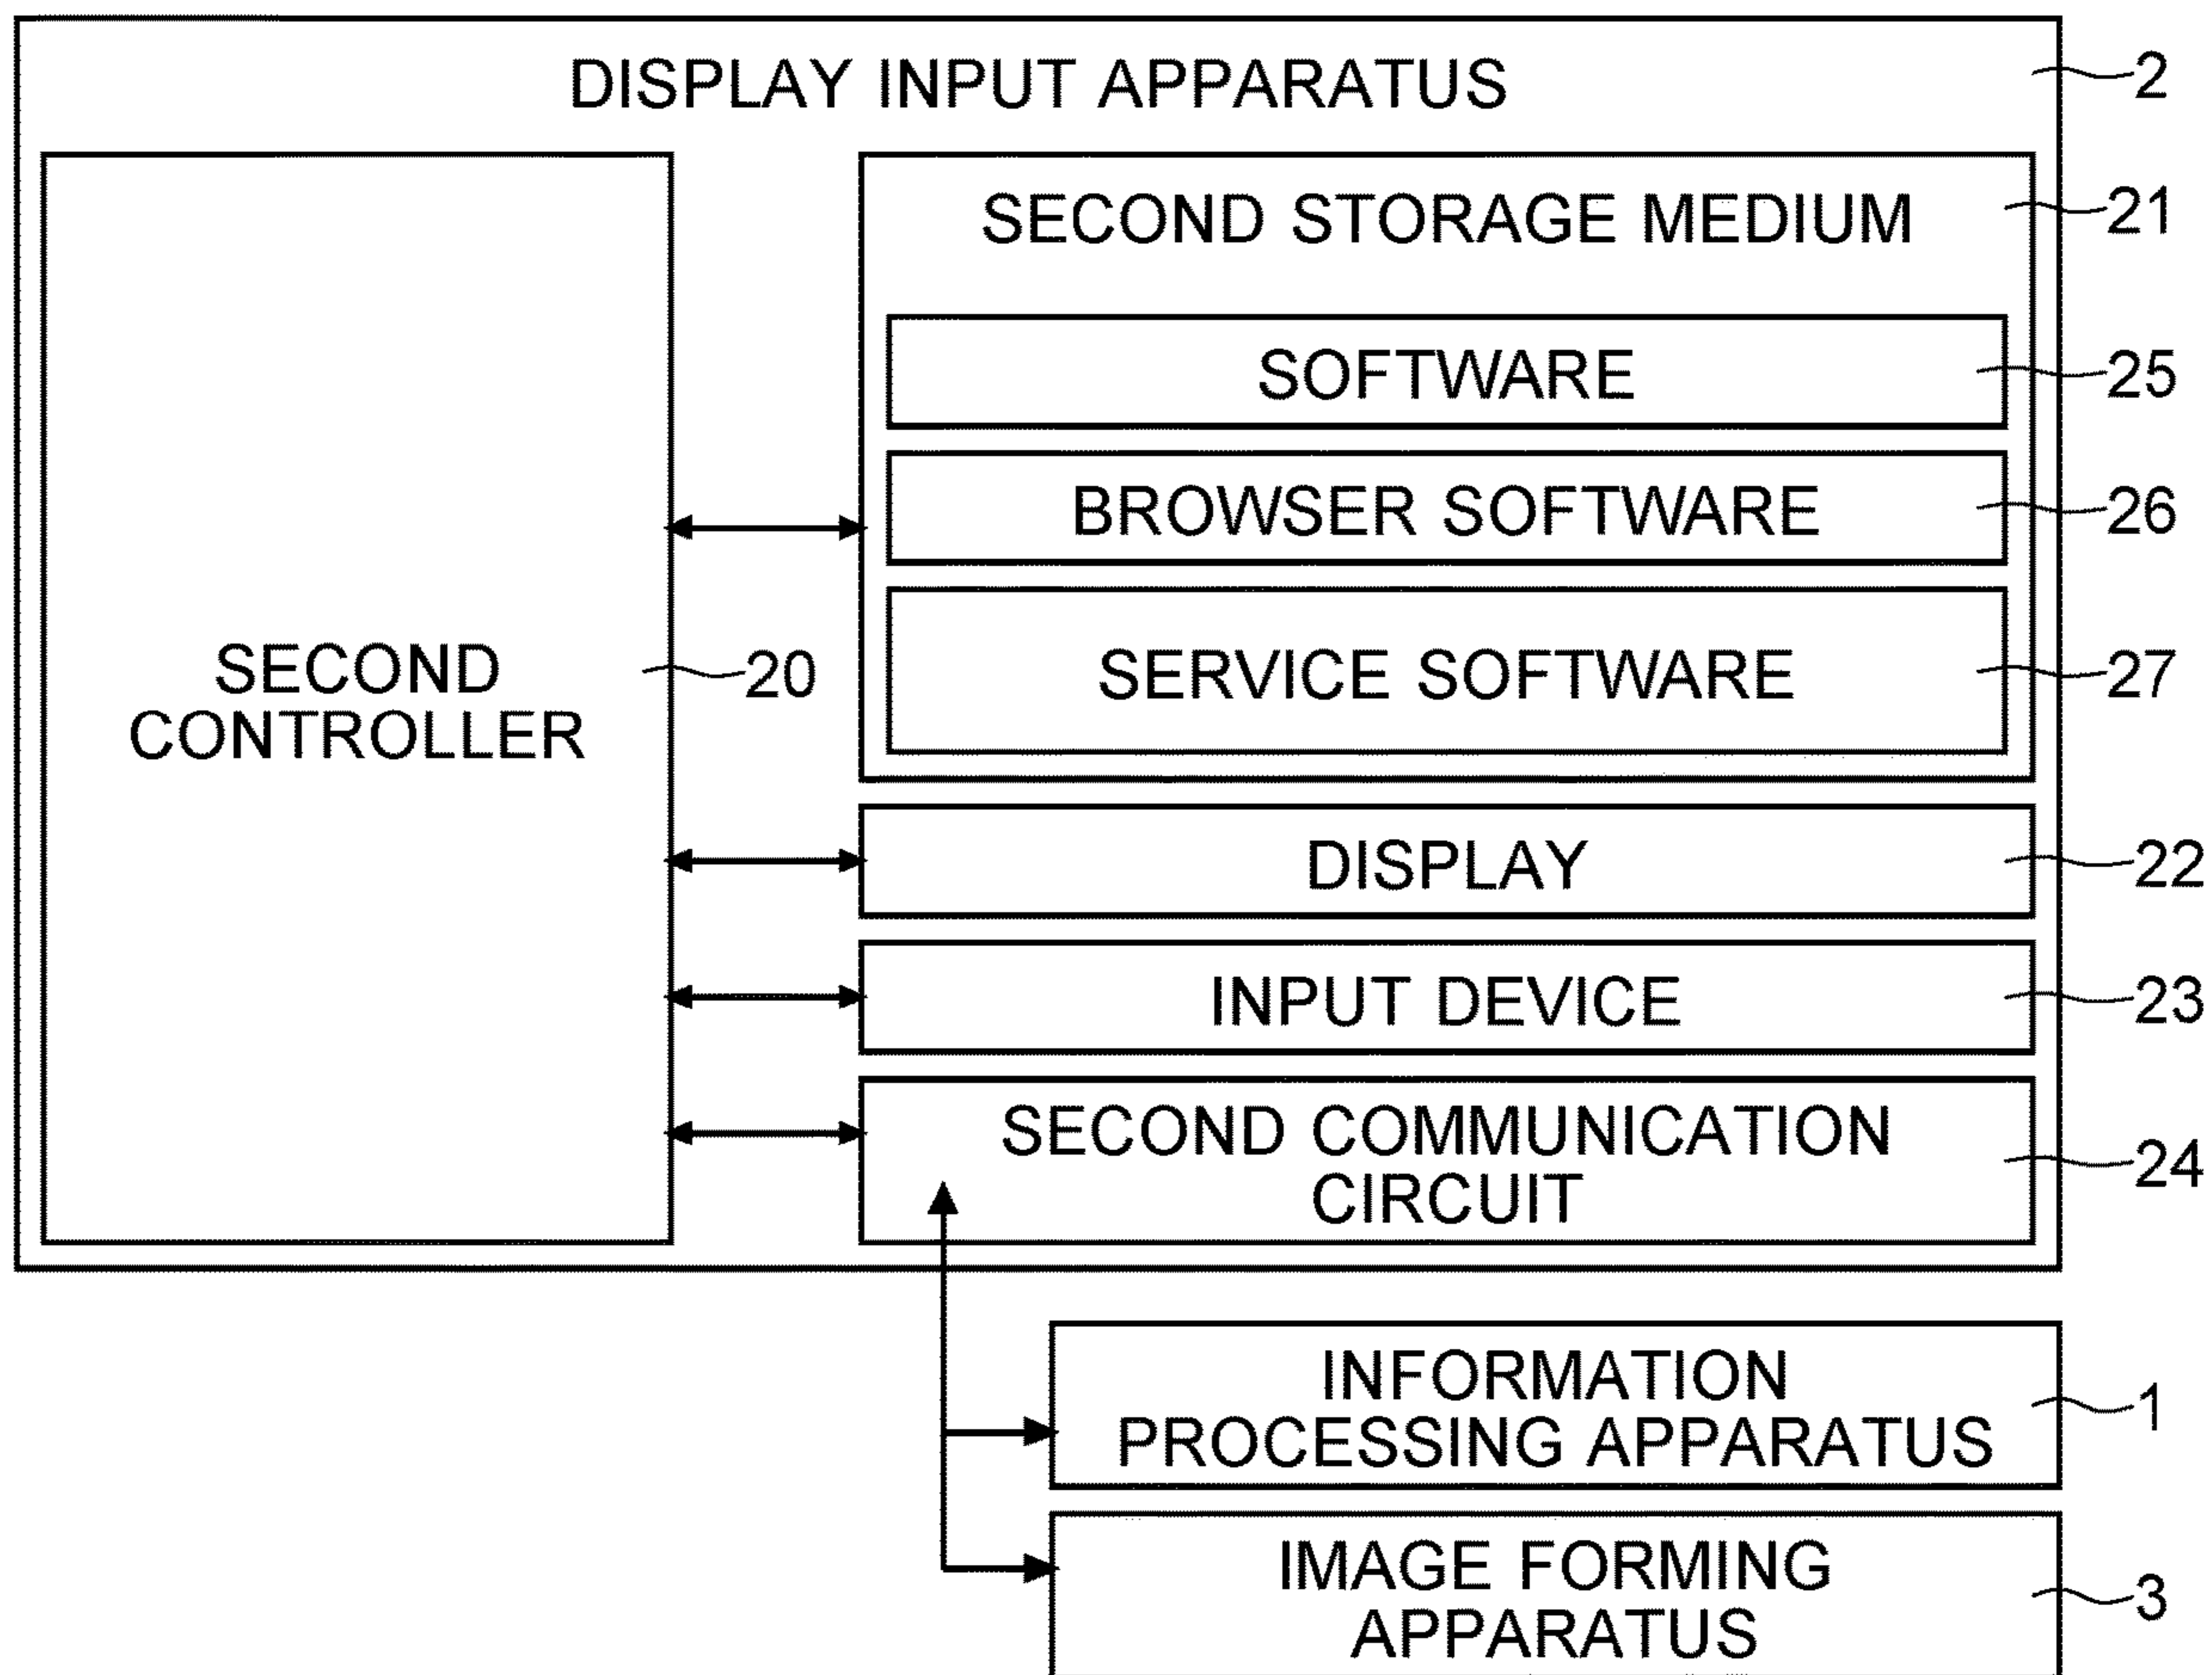 DISPLAY INPUT APPARATUS
2
SECOND STORAGE MEDIUM
21
SOFTWARE
25
BROWSER SOFTWARE
26
SERVICE SOFTWARE
27
SECOND
CONTROLLER
20
DISPLAY
22
INPUT DEVICE
23
SECOND COMMUNICATION
CIRCUIT
24
INFORMATION
PROCESSING APPARATUS
1
IMAGE FORMING
APPARATUS
3